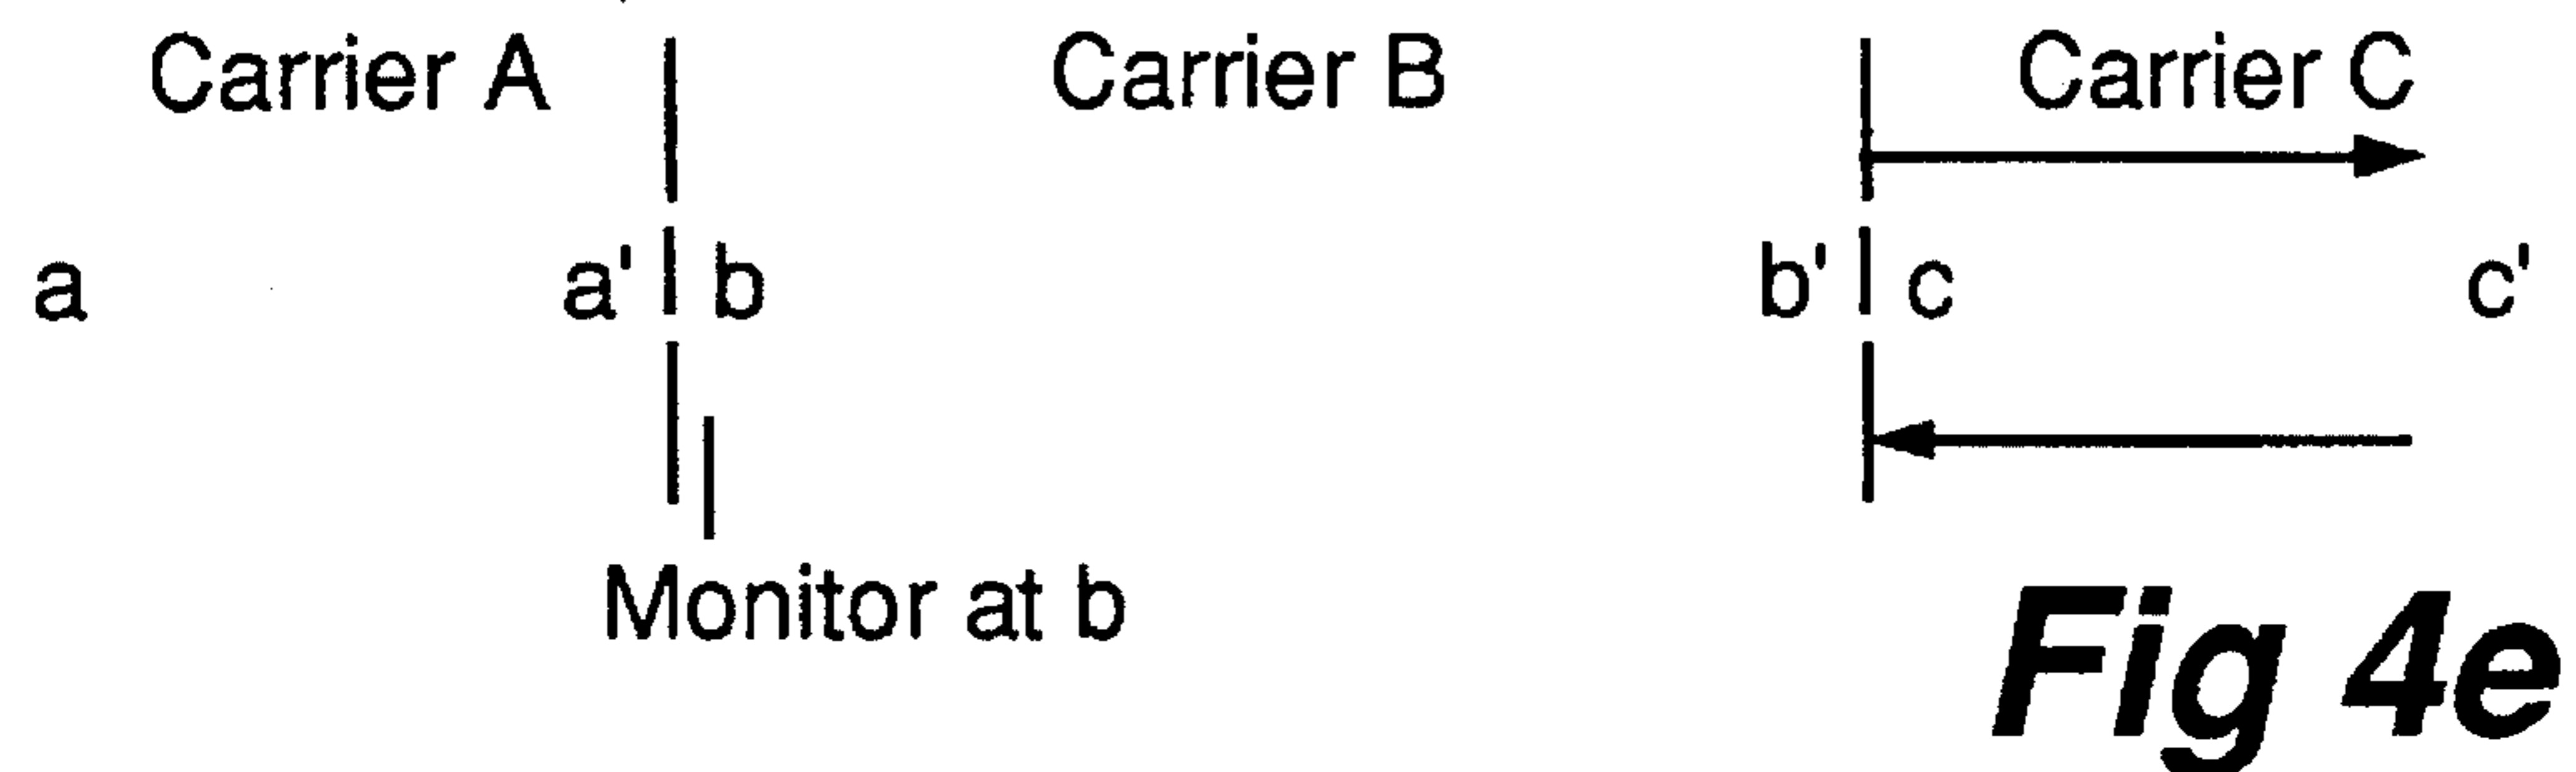 Carrier A Carrier B Carrier C
a a' b b' c c'
Monitor at b
Fig 4e